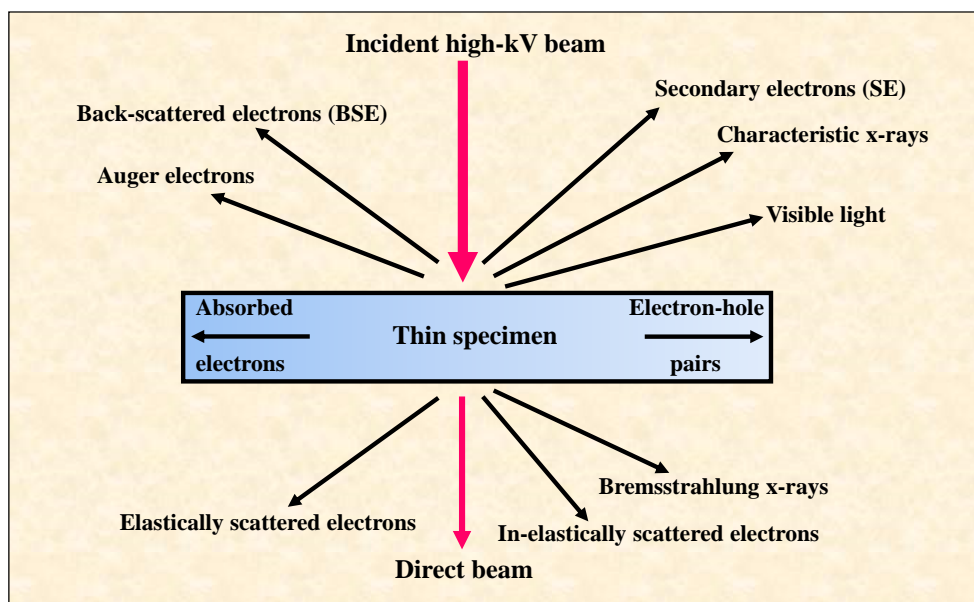 Incident high-kV beam
Back-scattered electrons (BSE)
Secondary electrons (SE)
Characteristic x-rays
Auger electrons
Visible light
Absorbed
electrons
Thin specimen
Electron-hole
pairs
Bremsstrahlung x-rays
Elastically scattered electrons
In-elastically scattered electrons
Direct beam